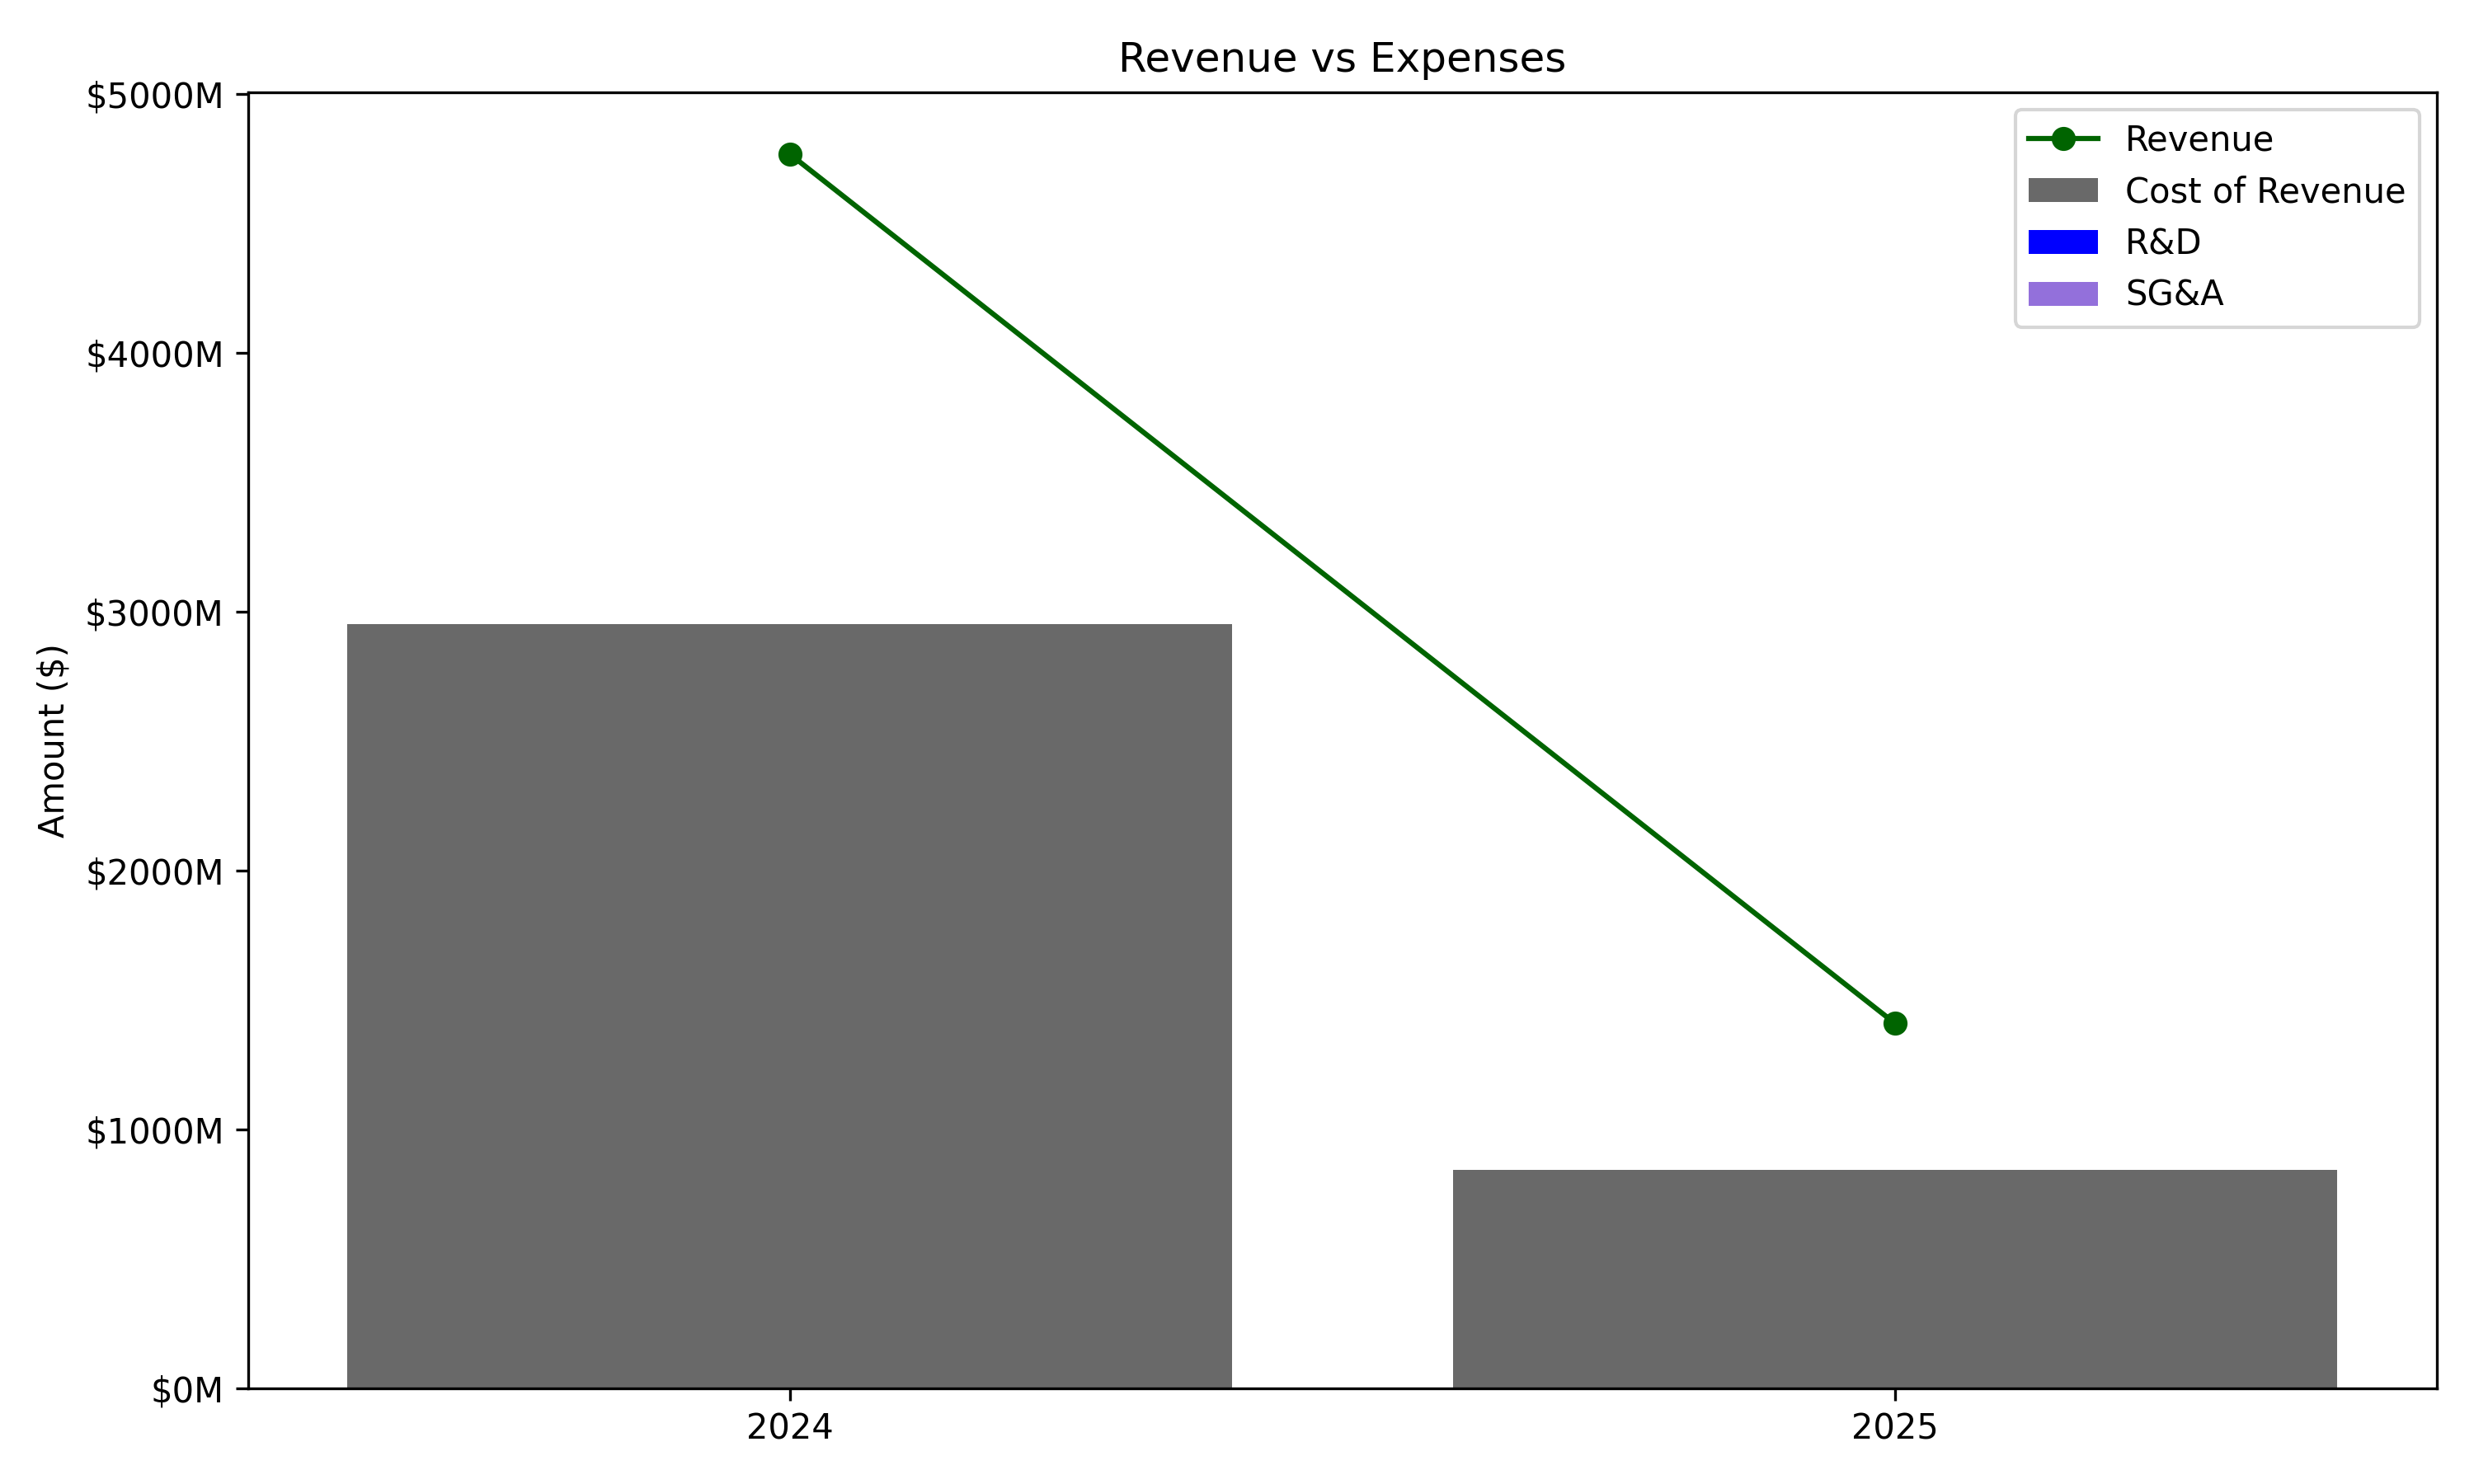 Revenue vs Expenses
$5000M
$4000M
$3000M
$2000M
$1000M
$0M
Amount ($)
2024
2025
Revenue
Cost of Revenue
R&D
SG&A